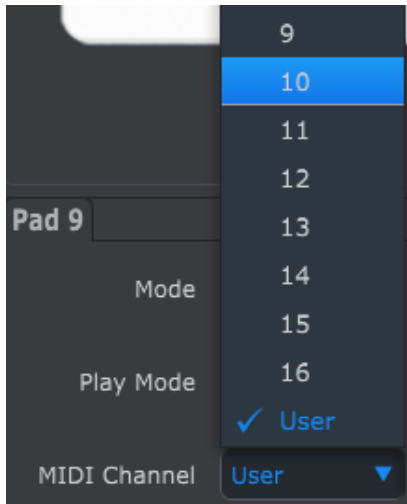 9
10
11
12
Pad 9
13
Mode
14
15
Play Mode
16
✓ User
MIDI Channel User ▼